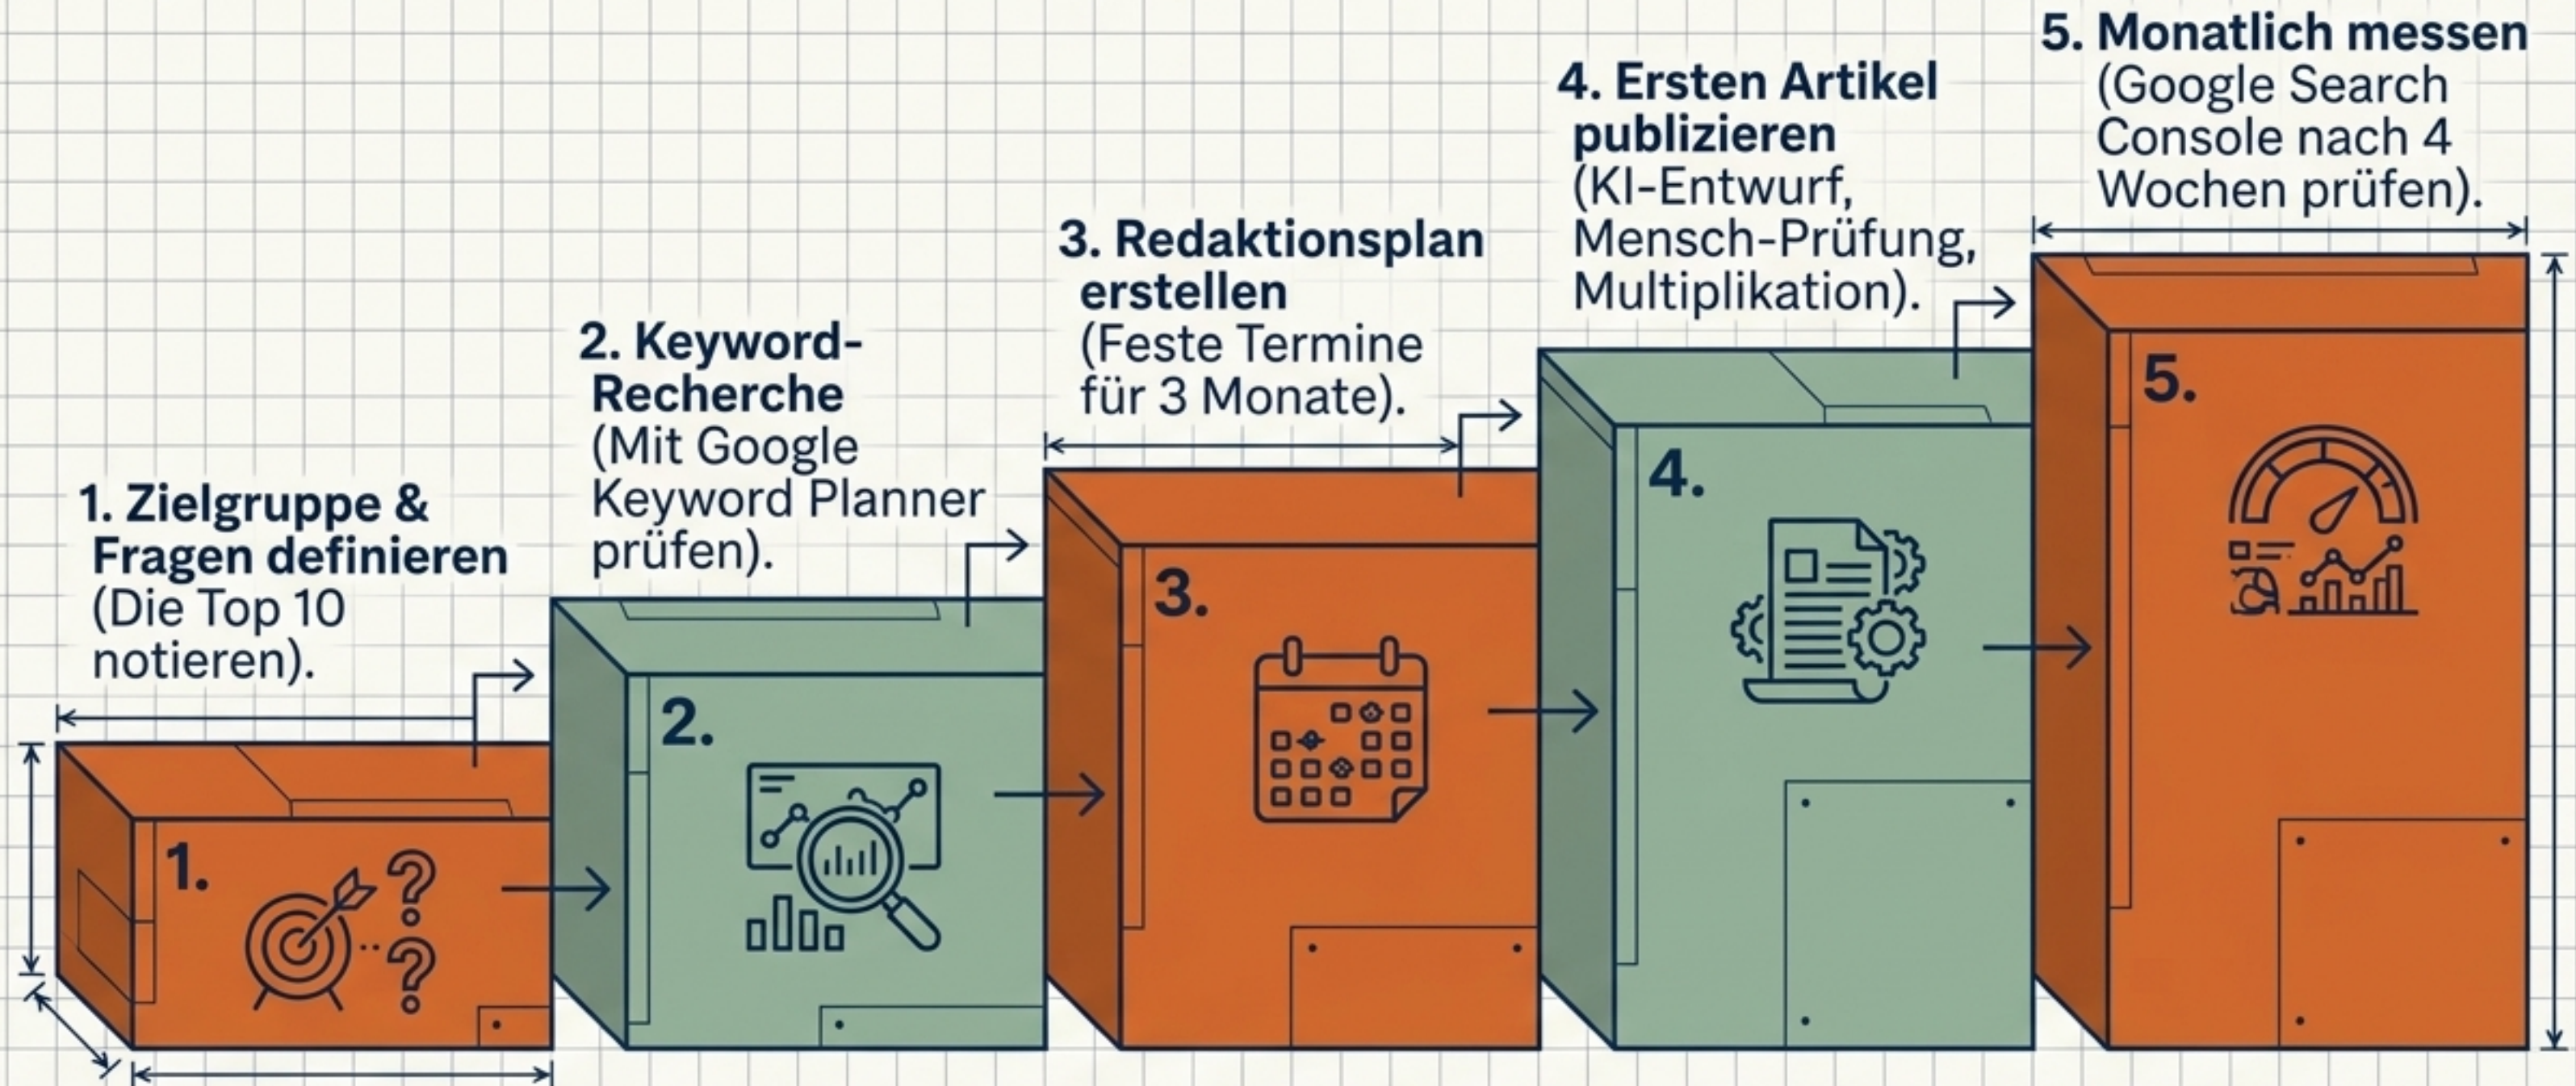 1. Zielgruppe &
Fragen definieren
(Die Top 10
notieren).
2. Keyword-
Recherche
(Mit Google
Keyword Planner
prüfen).
3. Redaktionsplan
erstellen
(Feste Termine
für 3 Monate).
4. Ersten Artikel
publizieren
(KI-Entwurf,
Mensch-Prüfung,
Multiplikation).
5. Monatlich messen
(Google Search
Console nach 4
Wochen prüfen).
1.
2.
3.
4.
5.